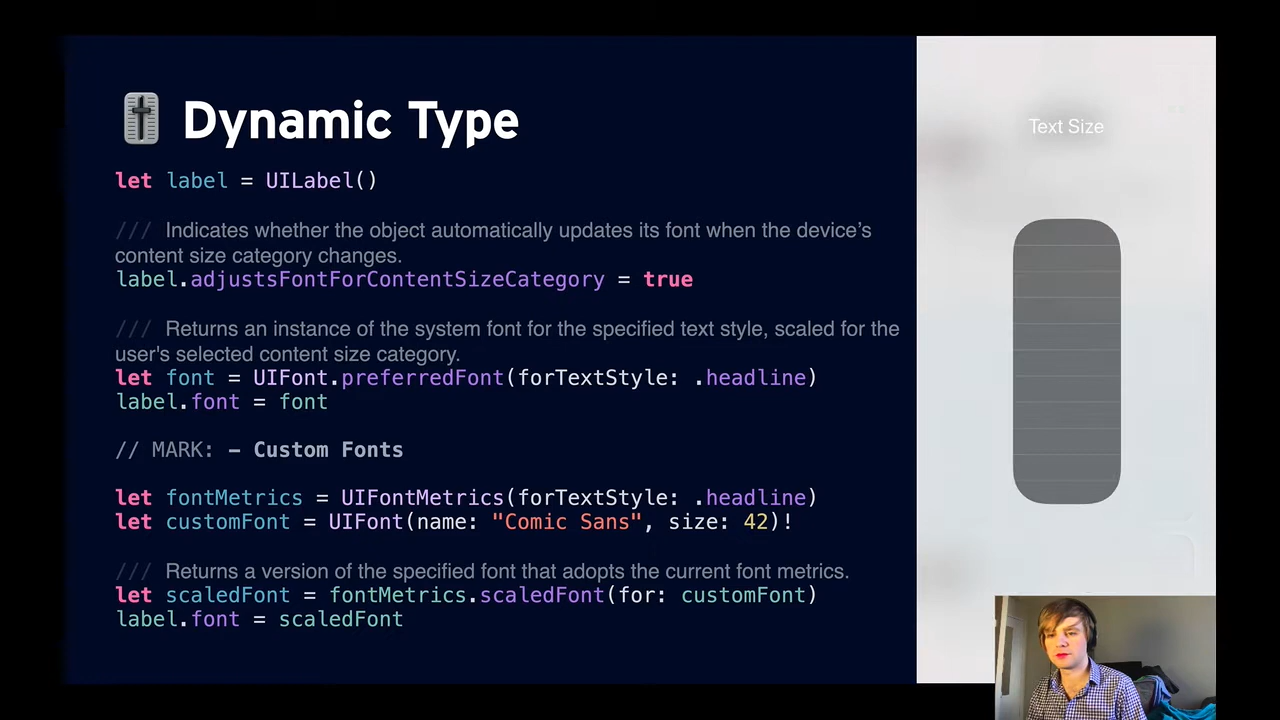 Dynamic Type
let label = UILabel()
/// Indicates whether the object automatically updates its font when the device’s
content size category changes.
label.adjustsFontForContentSizeCategory = true
/// Returns an instance of the system font for the specified text style, scaled for the
user's selected content size category.
let font = UIFont.preferredFont(forTextStyle: .headline)
label.font = font
// MARK: - Custom Fonts
let fontMetrics = UIFontMetrics(forTextStyle: .headline)
let customFont = UIFont(name: "Comic Sans", size: 42)!
/// Returns a version of the specified font that adopts the current font metrics.
let scaledFont = fontMetrics.scaledFont(for: customFont)
label.font = scaledFont
Text Size